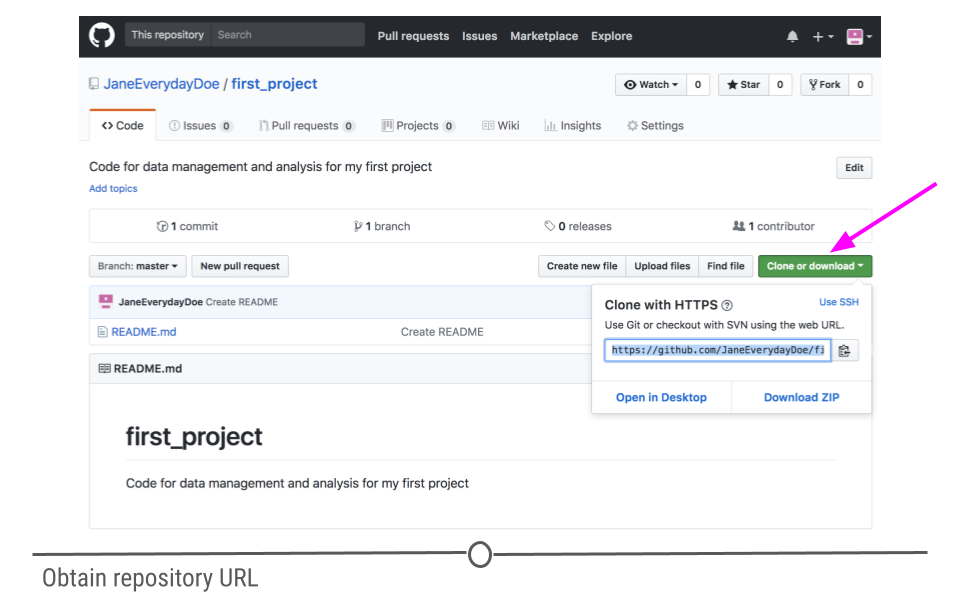 This repository Search Pull requests Issues Marketplace Explore
JaneEverydayDoe / first_project Watch 0 Star 0 Fork 0
Code Issues 0 Pull requests 0 Projects 0 Wiki Insights Settings
Code for data management and analysis for my first project Edit
Add topics
1 commit 1 branch 0 releases 1 contributor
Branch: master New pull request Create new file Upload files Find file Clone or download
JaneEverydayDoe Create README
README.md Create README
Clone with HTTPS Use SSH
Use Git or checkout with SVN using the web URL.
https://github.com/JaneEverydayDoe/fi
Open in Desktop Download ZIP
README.md
first_project
Code for data management and analysis for my first project
Obtain repository URL